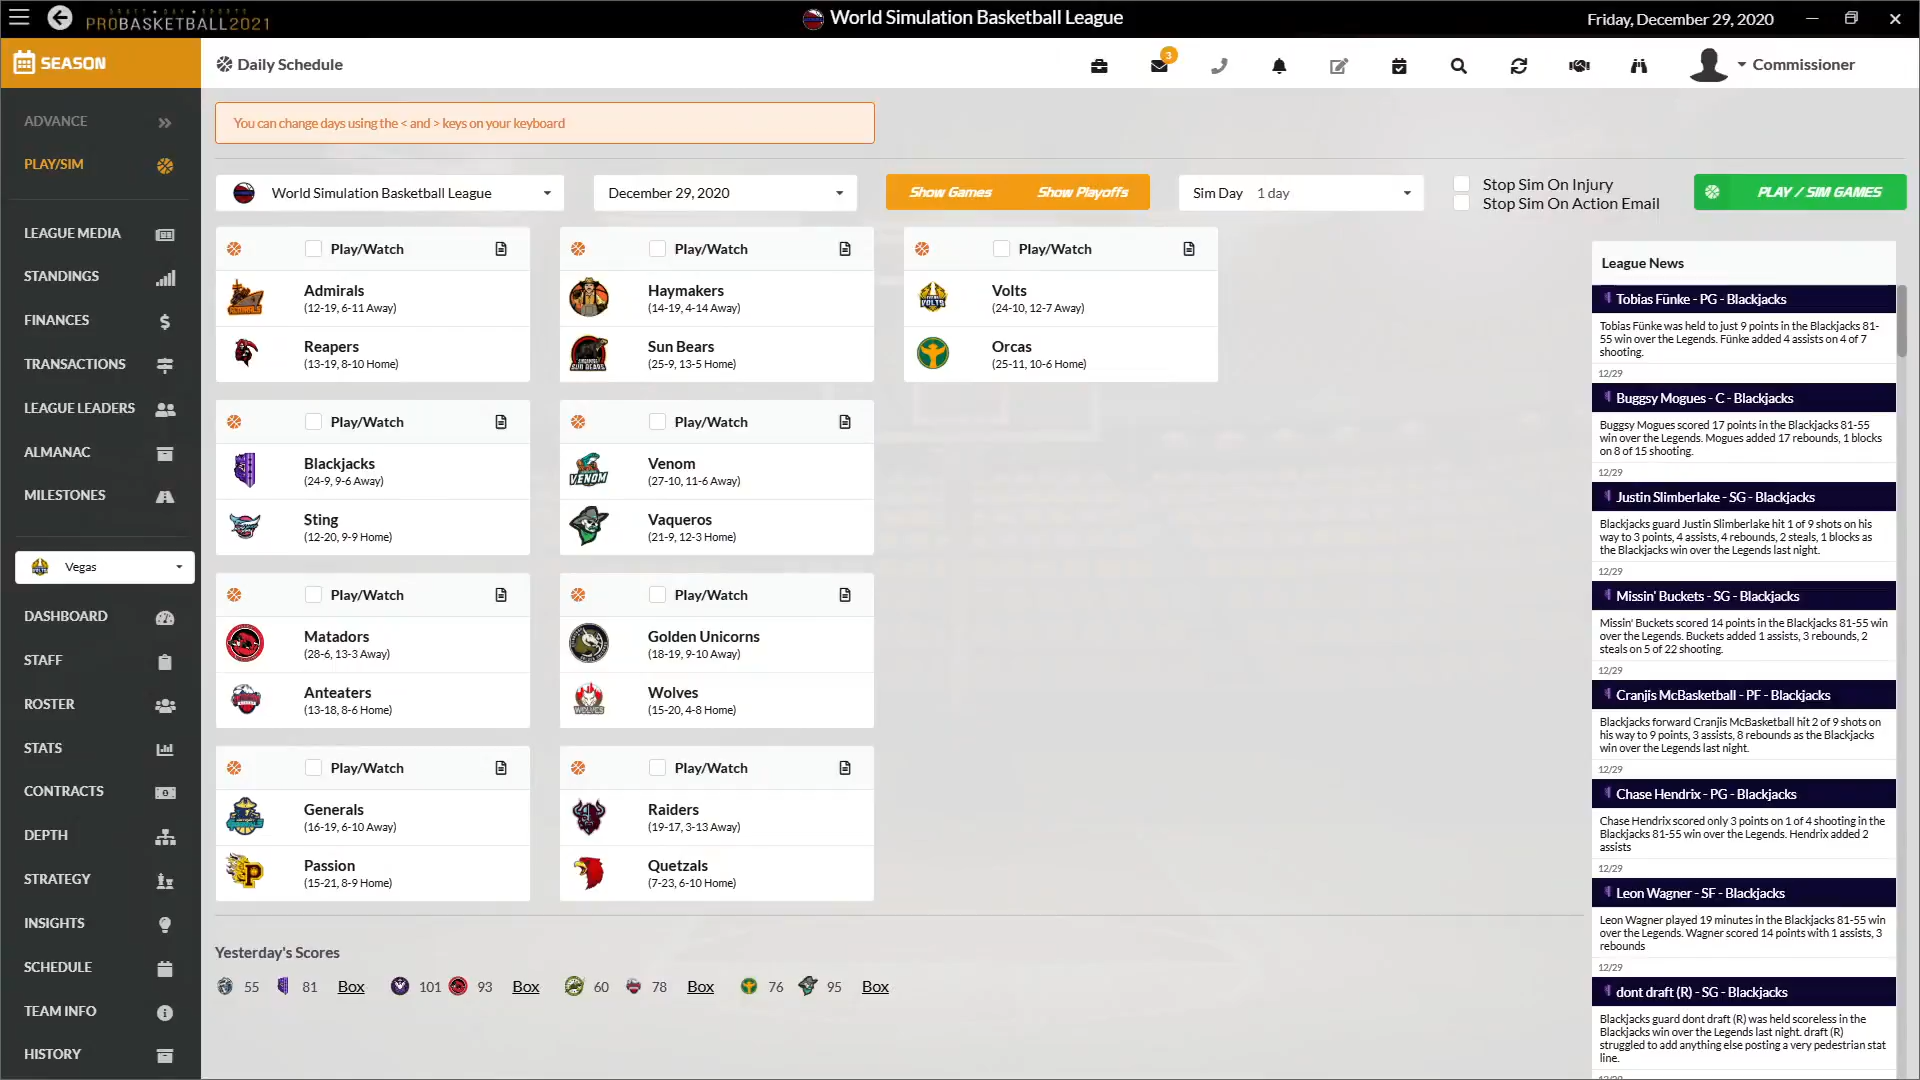 DRAFT • DAY • SPORTS
PROBASKETBALL2021
World Simulation Basketball League
Friday, December 29, 2020
SEASON
Daily Schedule
3
Commissioner
ADVANCE
PLAY/SIM
LEAGUE MEDIA
STANDINGS
FINANCES
TRANSACTIONS
LEAGUE LEADERS
ALMANAC
MILESTONES
Vegas
DASHBOARD
STAFF
ROSTER
STATS
CONTRACTS
DEPTH
STRATEGY
INSIGHTS
SCHEDULE
TEAM INFO
HISTORY
You can change days using the < and > keys on your keyboard
World Simulation Basketball League
December 29, 2020
Show Games
Show Playoffs
Sim Day 1 day
Stop Sim On Injury
Stop Sim On Action Email
PLAY / SIM GAMES
Play/Watch
Admirals
(12-19, 6-11 Away)
Reapers
(13-19, 8-10 Home)
Play/Watch
Haymakers
(14-19, 4-14 Away)
Sun Bears
(25-9, 13-5 Home)
Play/Watch
Volts
(24-10, 12-7 Away)
Orcas
(25-11, 10-6 Home)
Play/Watch
Blackjacks
(24-9, 9-6 Away)
Sting
(12-20, 9-9 Home)
Play/Watch
Venom
(27-10, 11-6 Away)
Vaqueros
(21-9, 12-3 Home)
Play/Watch
Matadors
(28-6, 13-3 Away)
Anteaters
(13-18, 8-6 Home)
Play/Watch
Golden Unicorns
(18-19, 9-10 Away)
Wolves
(15-20, 4-8 Home)
Play/Watch
Generals
(16-19, 6-10 Away)
Passion
(15-21, 8-9 Home)
Play/Watch
Raiders
(19-17, 3-13 Away)
Quetzals
(7-23, 6-10 Home)
Yesterday's Scores
55 81 Box 101 93 Box 60 78 Box 76 95 Box
League News
Tobias Fünke - PG - Blackjacks
Tobias Fünke was held to just 9 points in the Blackjacks 81-
55 win over the Legends. Fünke added 4 assists on 4 of 7
shooting.
12/29
Buggsy Mogues - C - Blackjacks
Buggsy Mogues scored 17 points in the Blackjacks 81-55
win over the Legends. Mogues added 17 rebounds, 1 blocks
on 8 of 15 shooting.
12/29
Justin Slimberlake - SG - Blackjacks
Blackjacks guard Justin Slimberlake hit 1 of 9 shots on his
way to 3 points, 4 assists, 4 rebounds, 2 steals, 1 blocks as
the Blackjacks win over the Legends last night.
12/29
Missin' Buckets - SG - Blackjacks
Missin' Buckets scored 14 points in the Blackjacks 81-55 win
over the Legends. Buckets added 1 assists, 3 rebounds, 2
steals on 5 of 22 shooting.
12/29
Cranjis McBasketball - PF - Blackjacks
Blackjacks forward Cranjis McBasketball hit 2 of 9 shots on
his way to 9 points, 3 assists, 8 rebounds as the Blackjacks
win over the Legends last night.
12/29
Chase Hendrix - PG - Blackjacks
Chase Hendrix scored only 3 points on 1 of 4 shooting in the
Blackjacks 81-55 win over the Legends. Hendrix added 2
assists
12/29
Leon Wagner - SF - Blackjacks
Leon Wagner played 19 minutes in the Blackjacks 81-55 win
over the Legends. Wagner scored 14 points with 1 assists, 3
rebounds
12/29
dont draft (R) - SG - Blackjacks
Blackjacks guard dont draft (R) was held scoreless in the
Blackjacks win over the Legends last night. draft (R)
struggled to add anything else posting a very pedestrian stat
line.